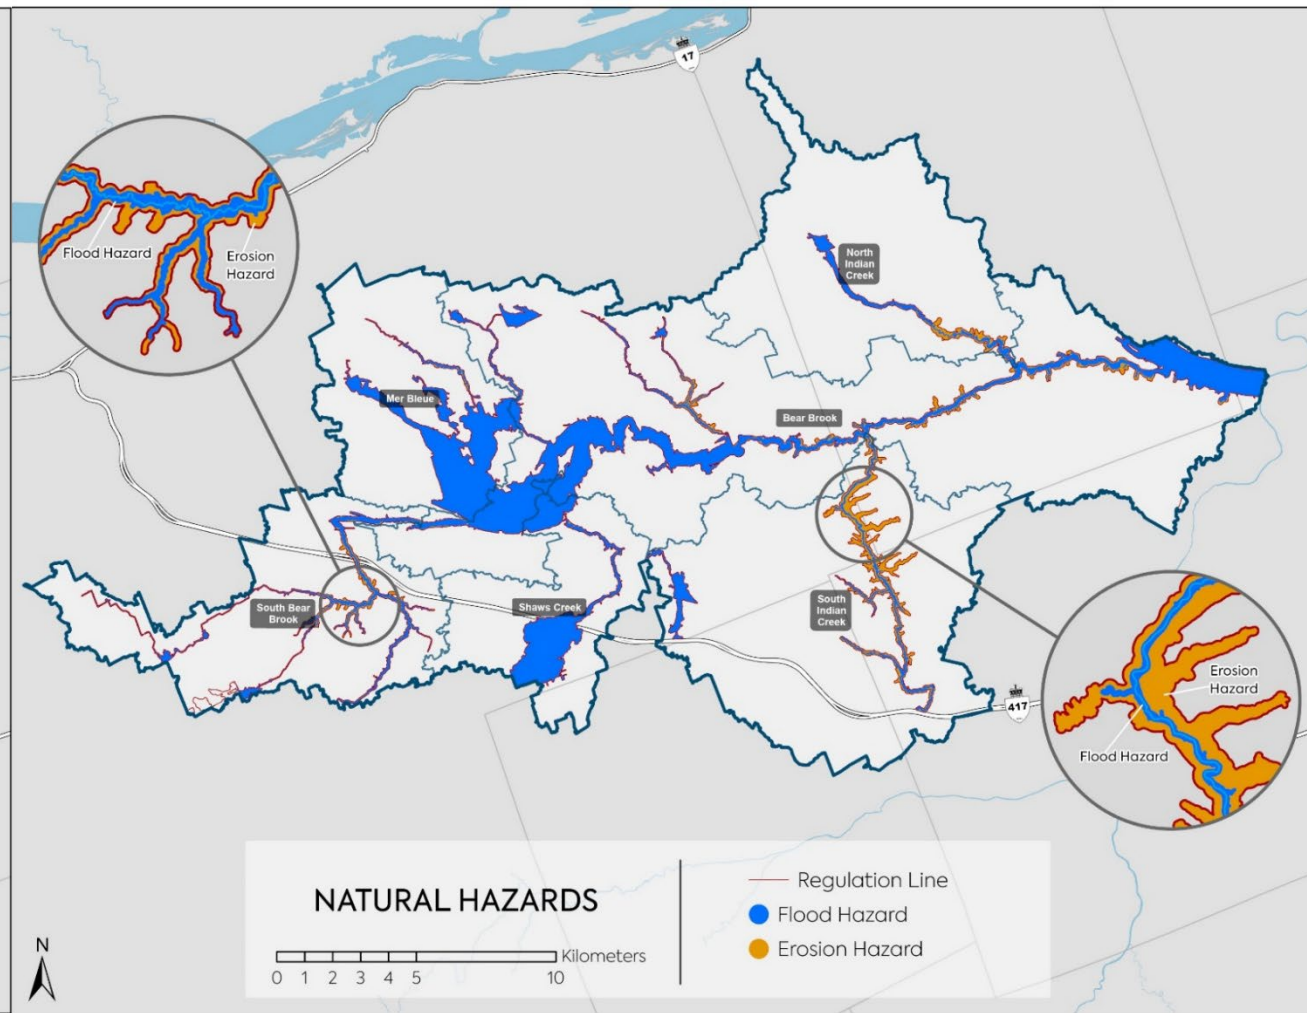 17
Flood Hazard
Erosion
Hazard
North
Indian
Creek
Mer Bleue
Bear Brook
South Bear
Brook
Shaws Creek
South
Indian
Creek
417
Erosion
Hazard
Flood Hazard
NATURAL HAZARDS
Kilometers
0 1 2 3 4 5 10
Regulation Line
Flood Hazard
Erosion Hazard
N